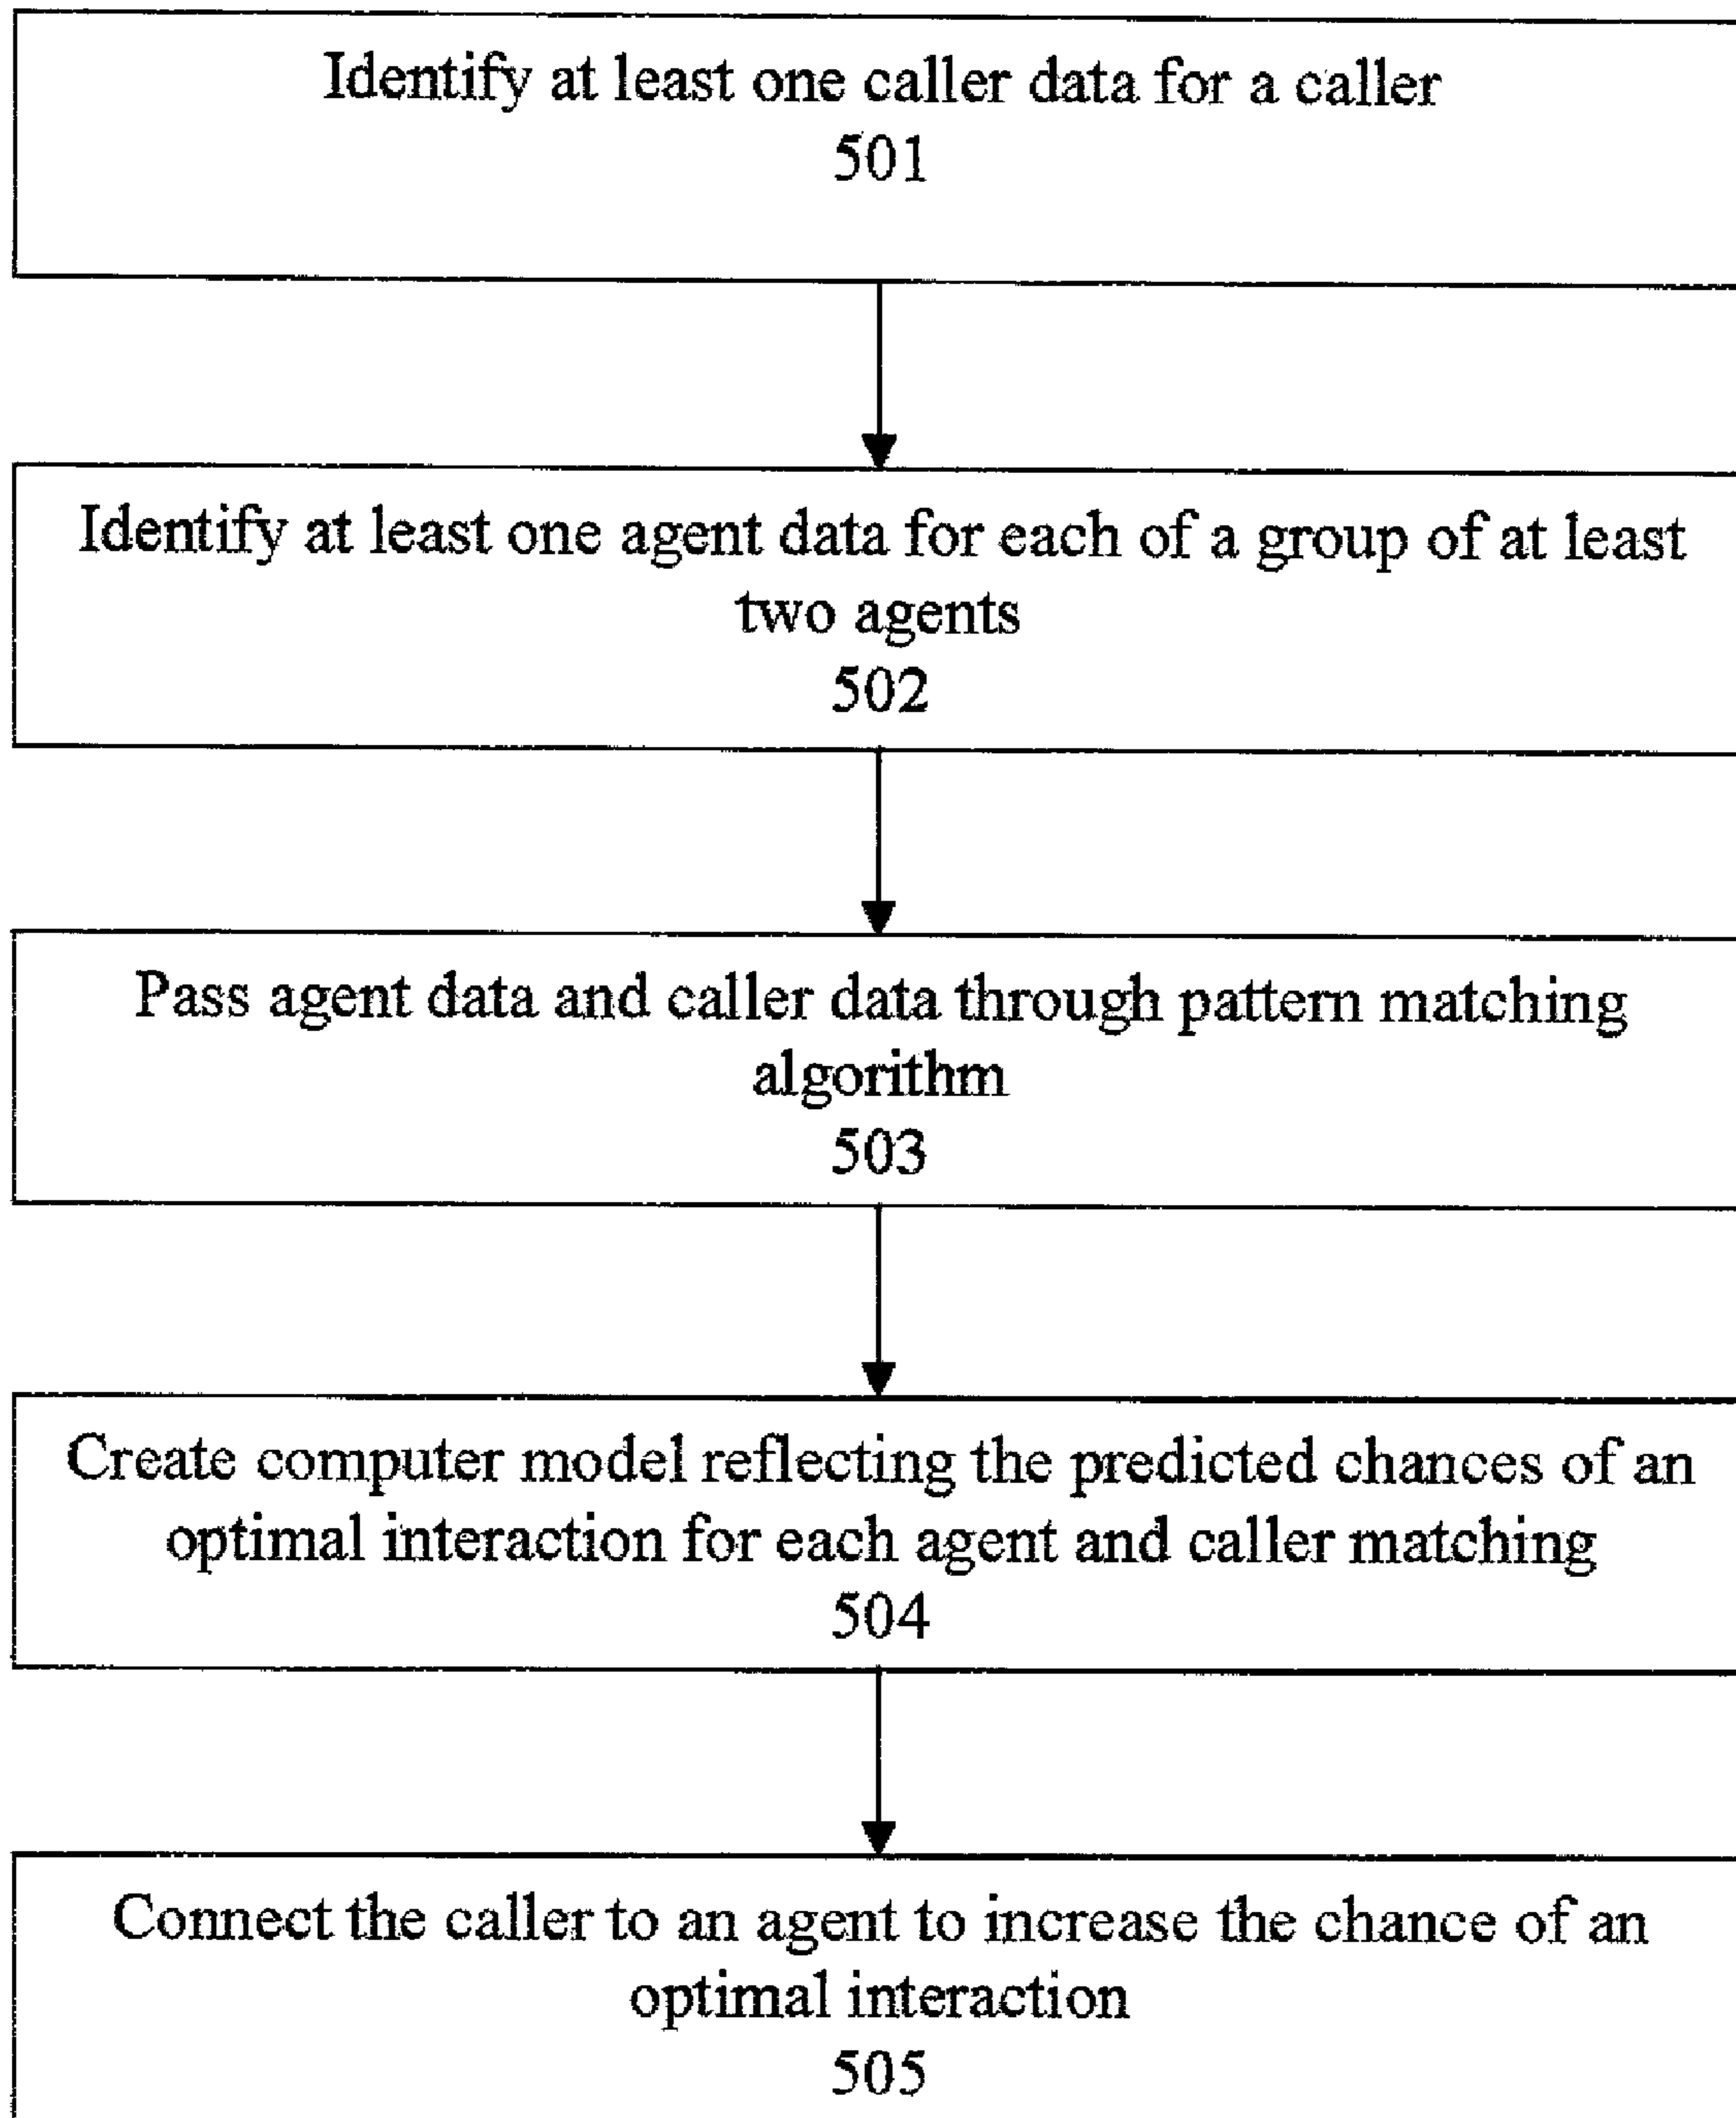 Identify at least one caller data for a caller
501
Identify at least one agent data for each of a group of at least
two agents
502
Pass agent data and caller data through pattern matching
algorithm
503
Create computer model reflecting the predicted chances of an
optimal interaction for each agent and caller matching
504
Connect the caller to an agent to increase the chance of an
optimal interaction
505